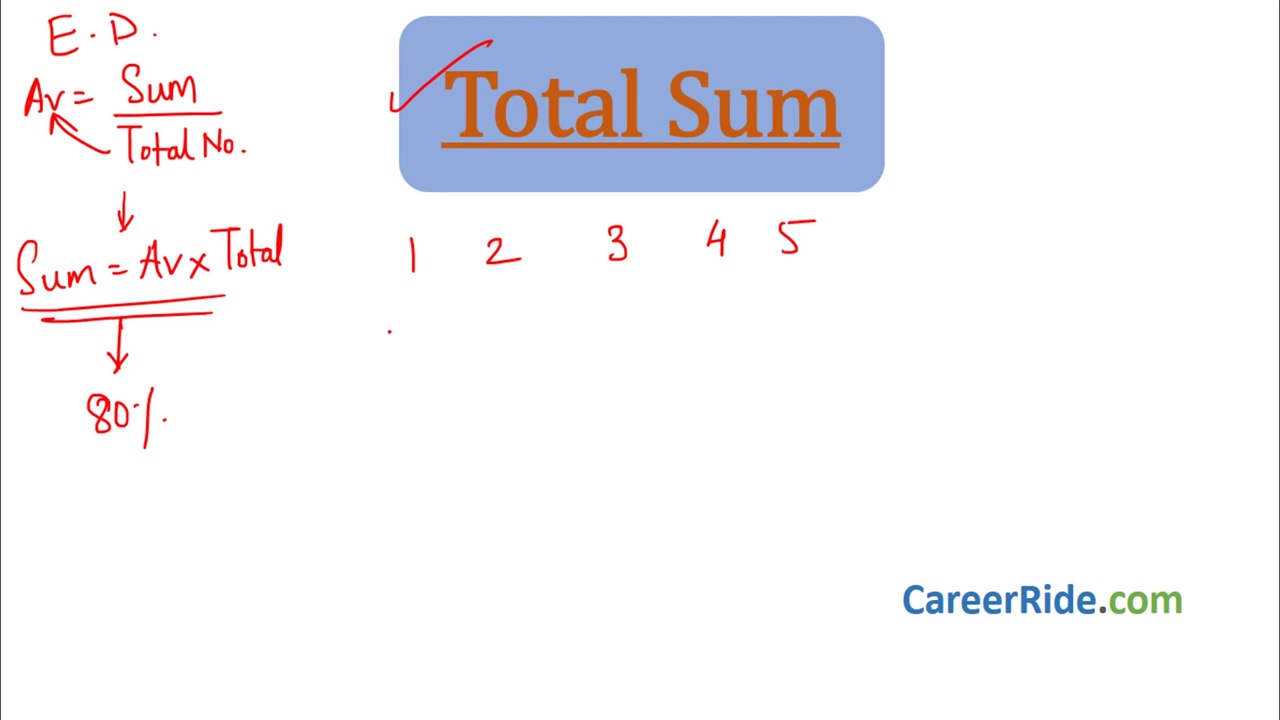 E. D.
Av = Sum
Total No.
Sum = Av x Total
80%.
Total Sum
1 2 3 4 5
CareerRide.com